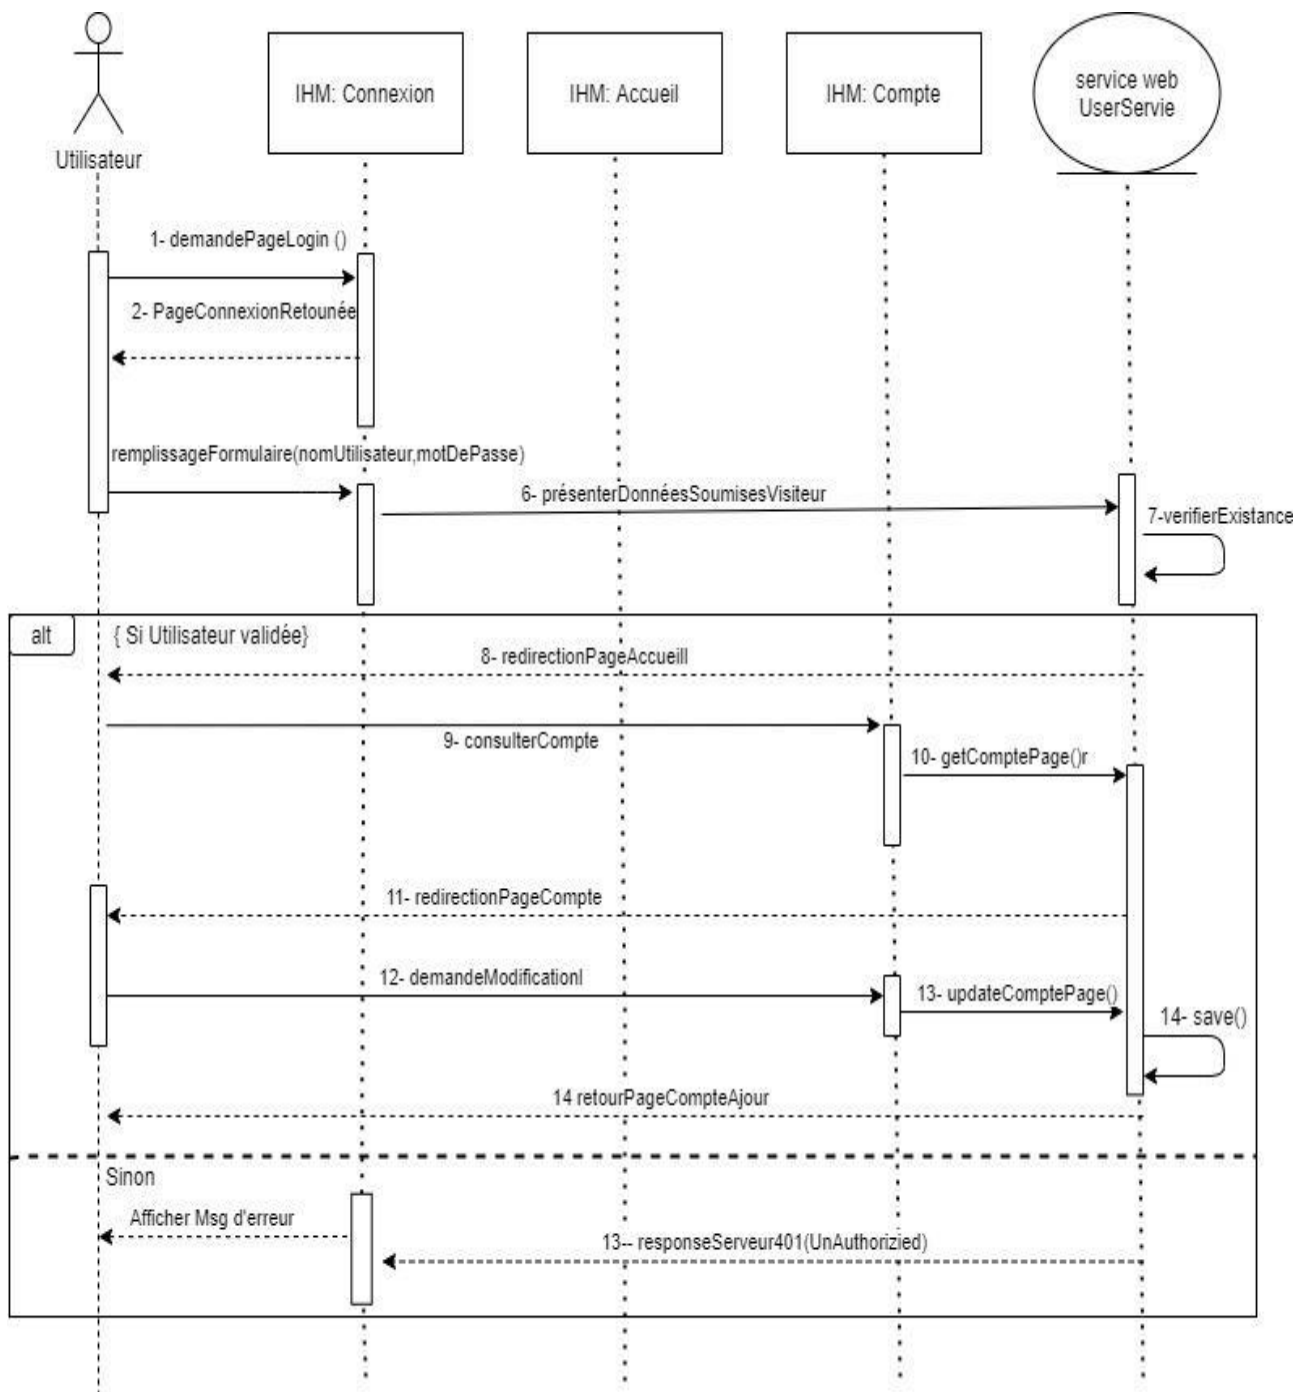 IHM: Connexion
IHM: Accueil
IHM: Compte
service web
UserServie
Utilisateur
1- demandePageLogin ()
2- PageConnexionRetounée
remplissageFormulaire(nomUtilisateur,motDePasse)
6- présenterDonnéesSoumisesVisiteur
7-verifierExistance
alt
{ Si Utilisateur validée}
8- redirectionPageAccueill
9- consulterCompte
10- getComptePage()r
11- redirectionPageCompte
12- demandeModificationl
13- updateComptePage()
14- save()
14 retourPageCompteAjour
Sinon
Afficher Msg d'erreur
13-- responseServeur401(UnAuthorizied)